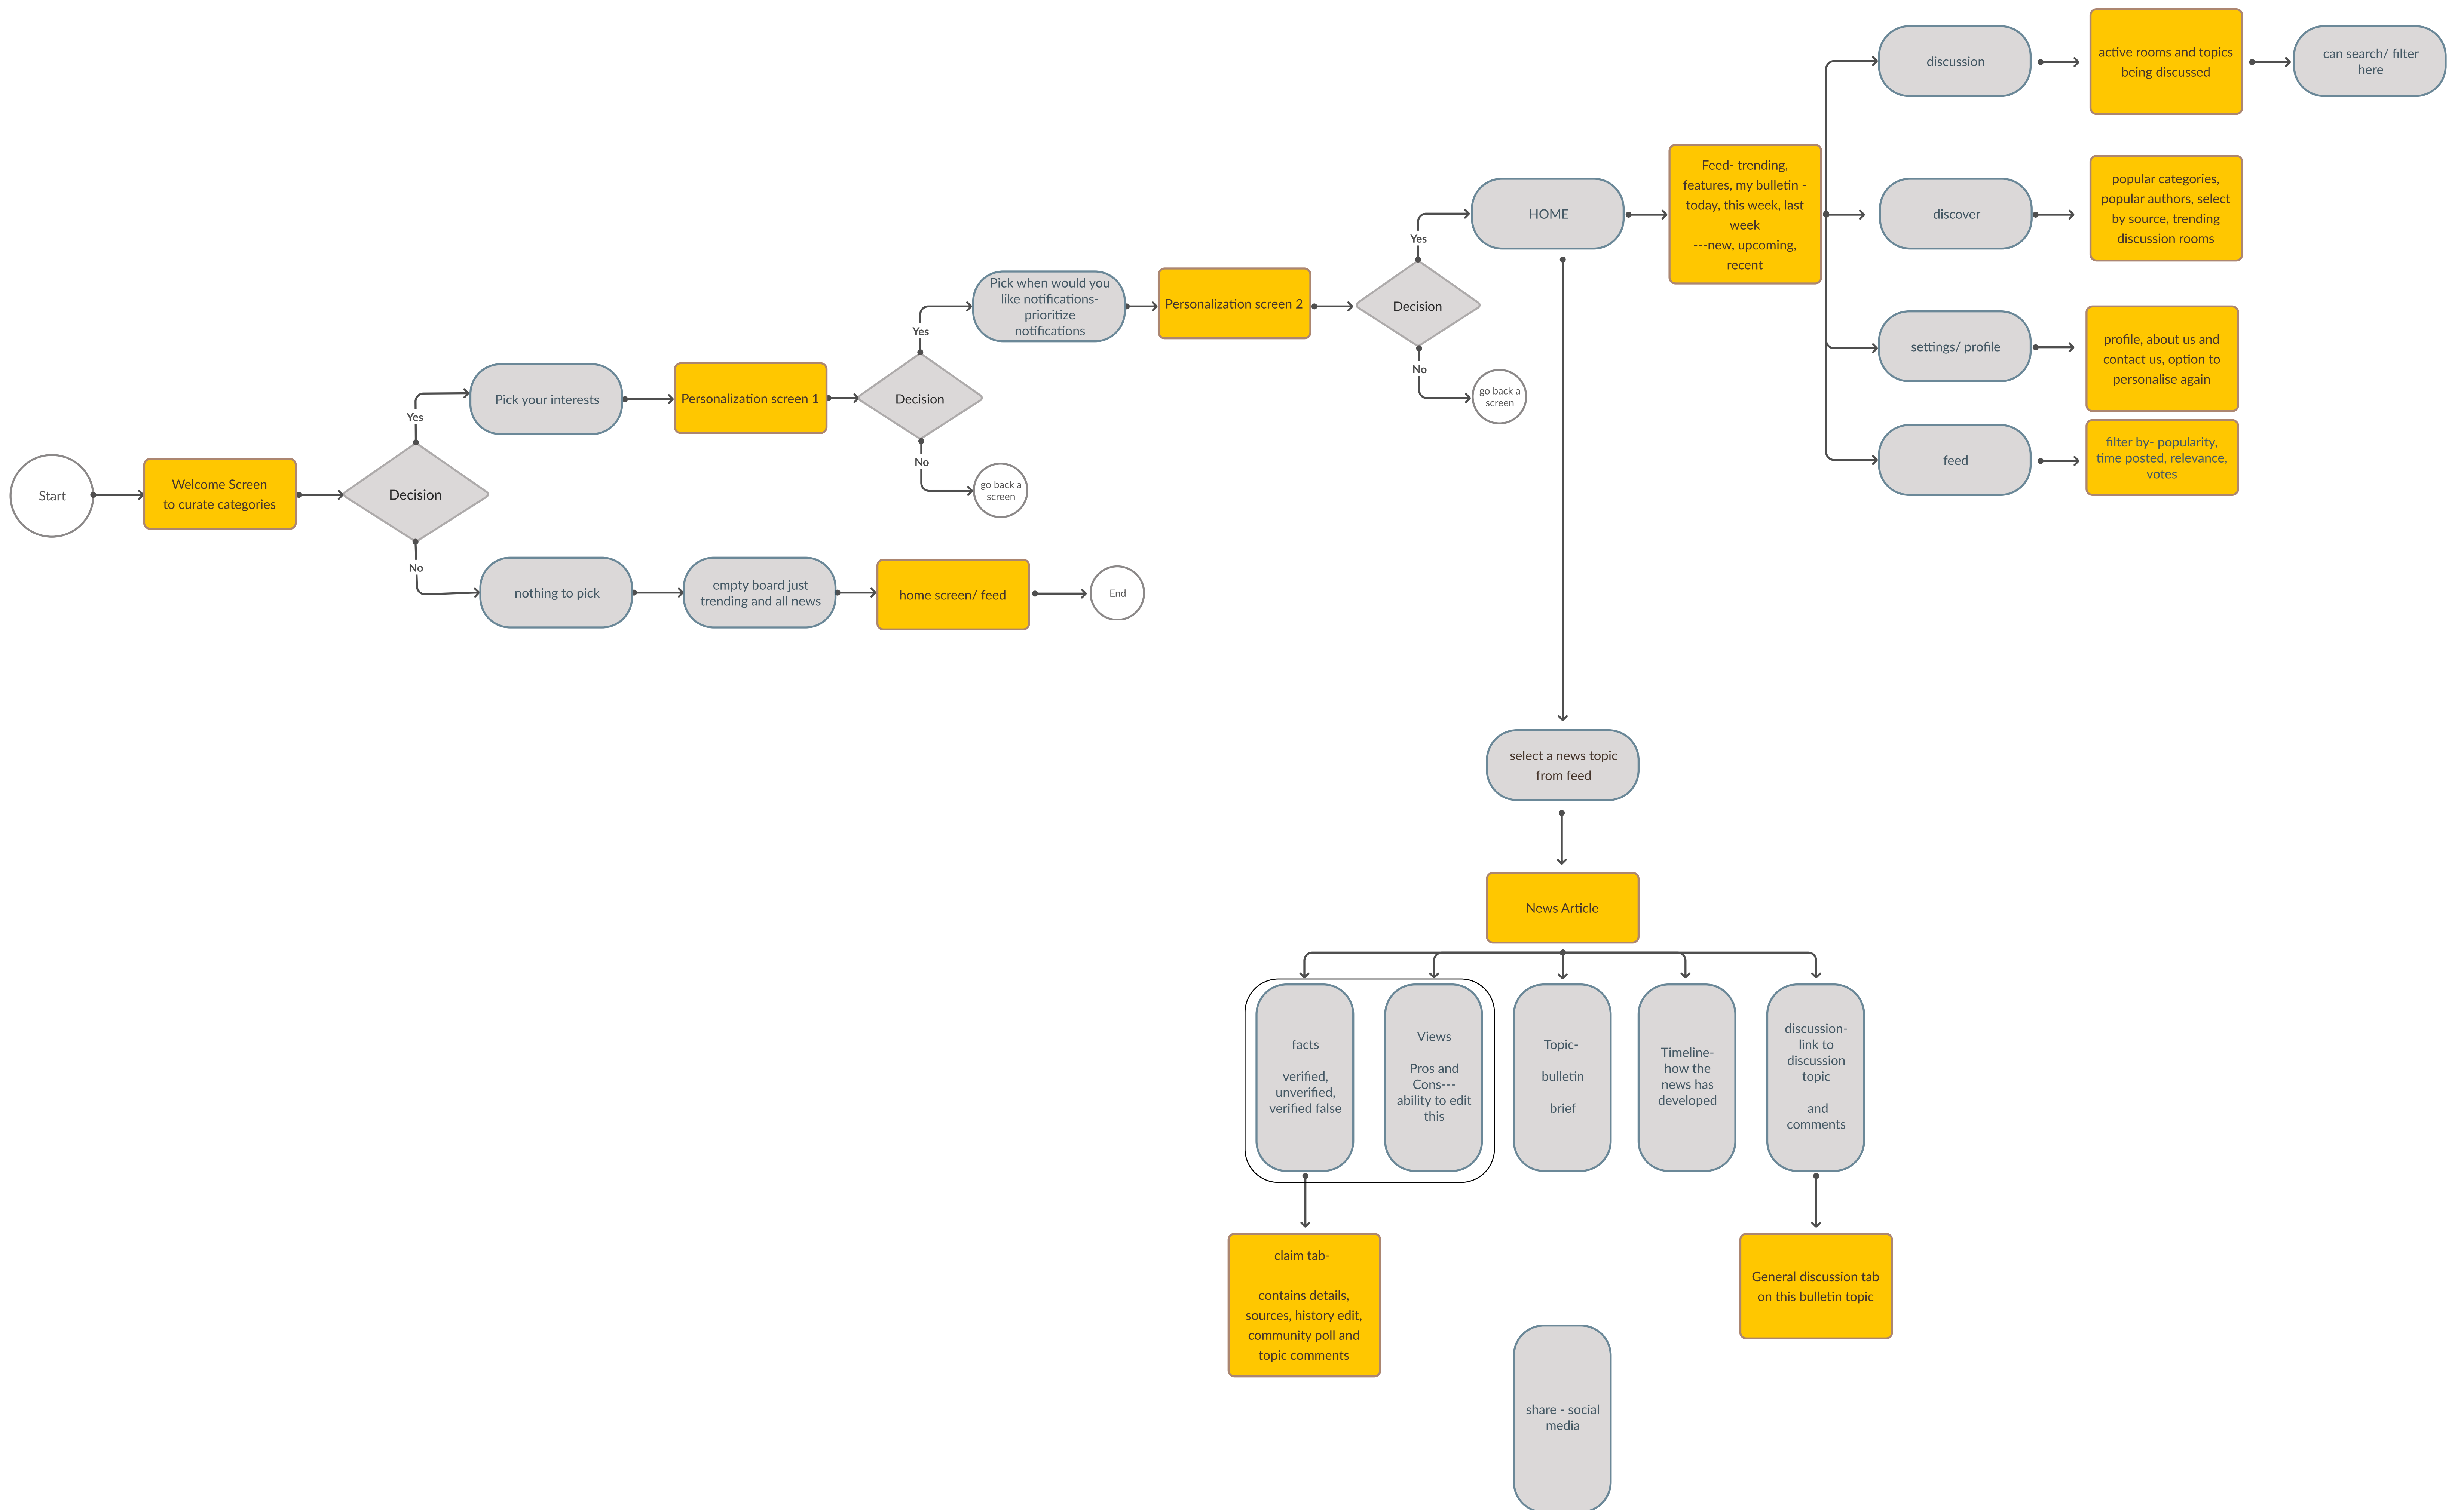 Start
Welcome Screen
to curate categories
Decision
Yes
Pick your interests
Personalization screen 1
Decision
Yes
Pick when would you
like notifications-
prioritize
notifications
Personalization screen 2
Decision
Yes
HOME
Feed- trending,
features, my bulletin -
today, this week, last
week
---new, upcoming,
recent
discussion
active rooms and topics
being discussed
can search/ filter
here
discover
popular categories,
popular authors, select
by source, trending
discussion rooms
settings/ profile
profile, about us and
contact us, option to
personalise again
feed
filter by- popularity,
time posted, relevance,
votes
No
go back a
screen
No
go back a
screen
No
nothing to pick
empty board just
trending and all news
home screen/ feed
End
select a news topic
from feed
News Article
facts
verified,
unverified,
verified false
Views
Pros and
Cons---
ability to edit
this
Topic-
bulletin
brief
Timeline-
how the
news has
developed
discussion-
link to
discussion
topic
and
comments
claim tab-
contains details,
sources, history edit,
community poll and
topic comments
General discussion tab
on this bulletin topic
share - social
media